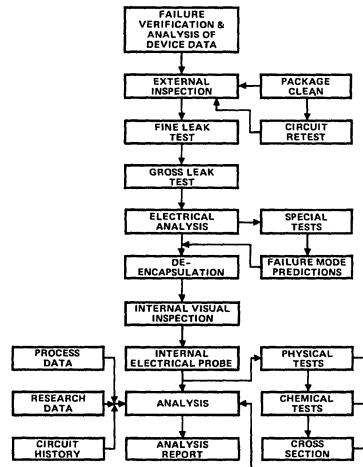 FAILURE
VERIFICATION &
ANALYSIS OF
DEVICE DATA
EXTERNAL
INSPECTION
PACKAGE
CLEAN
FINE LEAK
TEST
CIRCUIT
RETEST
GROSS LEAK
TEST
ELECTRICAL
ANALYSIS
SPECIAL
TESTS
DE-
ENCAPSULATION
FAILURE MODE
PREDICTIONS
INTERNAL VISUAL
INSPECTION
PROCESS
DATA
INTERNAL
ELECTRICAL PROBE
PHYSICAL
TESTS
RESEARCH
DATA
ANALYSIS
CHEMICAL
TESTS
CIRCUIT
HISTORY
ANALYSIS
REPORT
CROSS
SECTION